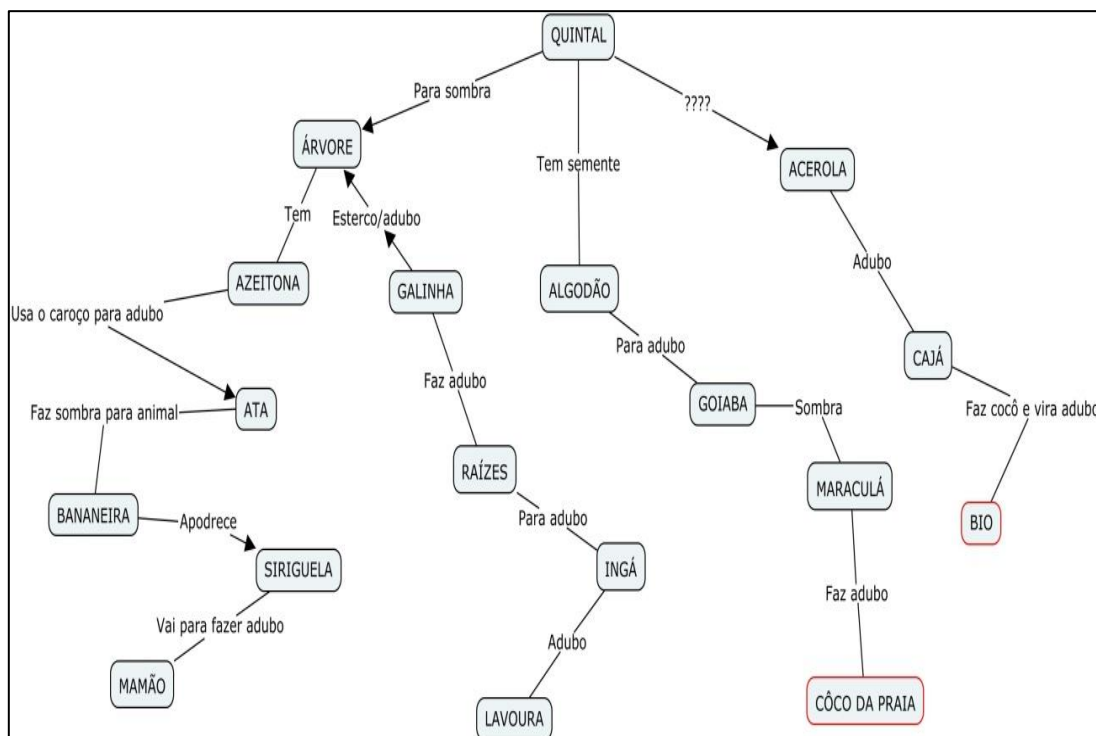 QUINTAL
Para sombra
????
ÁRVORE
Tem semente
ACEROLA
Tem
Esterco/adubo
Adubo
AZEITONA
GALINHA
ALGODÃO
Usa o caroço para adubo
Para adubo
CAJÁ
Faz adubo
GOIABA
Sombra
Faz cocô e vira adubo
Faz sombra para animal
ATA
RAÍZES
MARACULÁ
BANANEIRA
Apodrece
Para adubo
BIO
SIRIGUELA
INGÁ
Faz adubo
Vai para fazer adubo
Adubo
MAMÃO
LAVOURA
CÔCO DA PRAIA